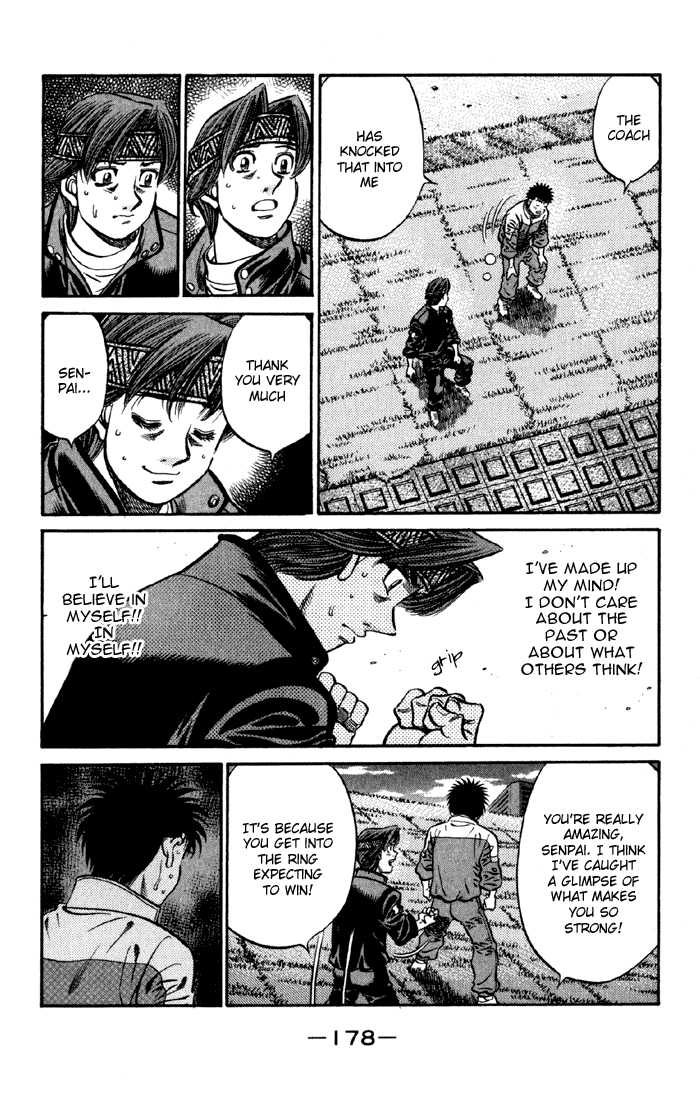 THE
COACH
HAS
KNOCKED
THAT INTO
ME
THANK
YOU VERY
MUCH
SEN-
PAI...
I'VE MADE UP
MY MIND!
I DON'T CARE
ABOUT THE
PAST OR
ABOUT WHAT
OTHERS THINK!
grip
I'LL
BELIEVE IN
MYSELF!!
IN
MYSELF!!
YOU'RE REALLY
AMAZING,
SENPAI. I THINK
I'VE CAUGHT
A GLIMPSE OF
WHAT MAKES
YOU SO
STRONG!
IT'S BECAUSE
YOU GET INTO
THE RING
EXPECTING
TO WIN!
—178—